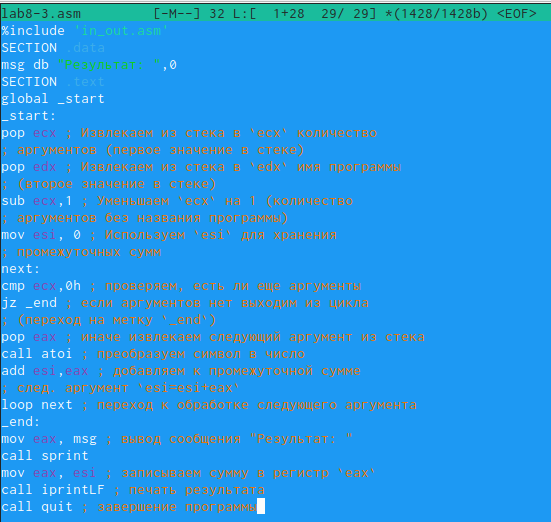 lab8-3.asm [-M--] 32 L:[ 1+28 29/ 29] *(1428/1428b) <EOF>
%include 'in_out.asm'
SECTION .data
msg db "Результат: ",0
SECTION .text
global _start
_start:
pop ecx ; Извлекаем из стека в `ecx` количество
; аргументов (первое значение в стеке)
pop edx ; Извлекаем из стека в `edx` имя программы
; (второе значение в стеке)
sub ecx,1 ; Уменьшаем `ecx` на 1 (количество
; аргументов без названия программы)
mov esi, 0 ; Используем `esi` для хранения
; промежуточных сумм
next:
cmp ecx,0h ; проверяем, есть ли еще аргументы
jz _end ; если аргументов нет выходим из цикла
; (переход на метку `_end`)
pop eax ; иначе извлекаем следующий аргумент из стека
call atoi ; преобразуем символ в число
add esi,eax ; добавляем к промежуточной сумме
; след. аргумент `esi=esi+eax`
loop next ; переход к обработке следующего аргумента
_end:
mov eax, msg ; вывод сообщения "Результат: "
call sprint
mov eax, esi ; записываем сумму в регистр `eax`
call iprintLF ; печать результата
call quit ; завершение программы